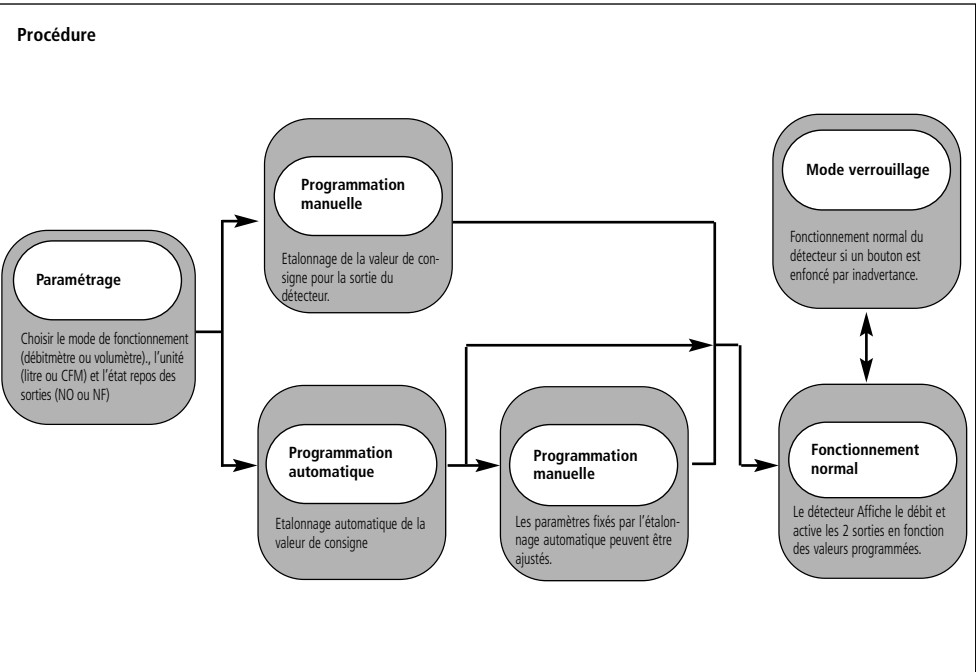 Procédure
Programmation
manuelle
Etalonnage de la valeur de con-
signe pour la sortie du
détecteur.
Mode verrouillage
Fonctionnement normal du
détecteur si un bouton est
enfoncé par inadvertance.
Paramétrage
Choisir le mode de fonctionnement
(débitmètre ou volumètre)., l'unité
(litre ou CFM) et l'état repos des
sorties (NO ou NF)
Programmation
automatique
Etalonnage automatique de la
valeur de consigne
Programmation
manuelle
Les paramètres fixés par l'étalon-
nage automatique peuvent être
ajustés.
Fonctionnement
normal
Le détecteur Affiche le débit et
active les 2 sorties en fonction
des valeurs programmées.